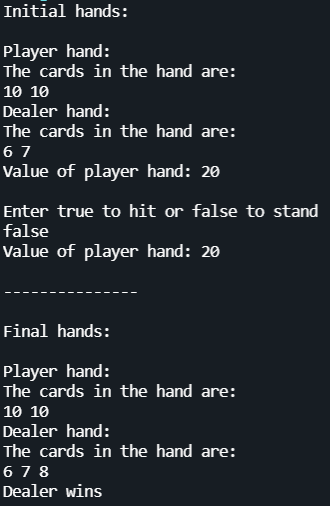 Initial hands:
Player hand:
The cards in the hand are:
10 10
Dealer hand:
The cards in the hand are:
6 7
Value of player hand: 20
Enter true to hit or false to stand
false
Value of player hand: 20
---------------
Final hands:
Player hand:
The cards in the hand are:
10 10
Dealer hand:
The cards in the hand are:
6 7 8
Dealer wins